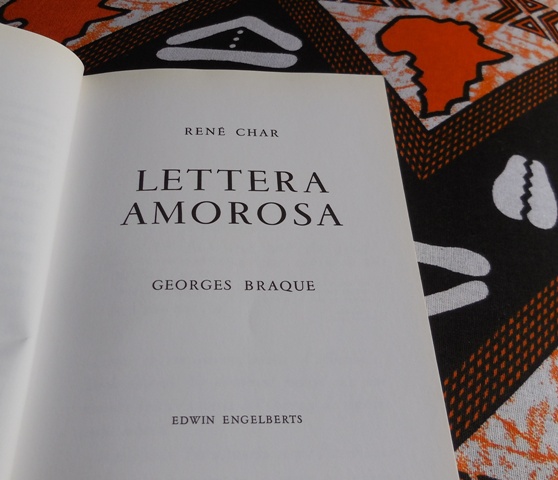 RENÉ CHAR
LETTERA
AMOROSA
GEORGES BRAQUE
EDWIN ENGELBERTS